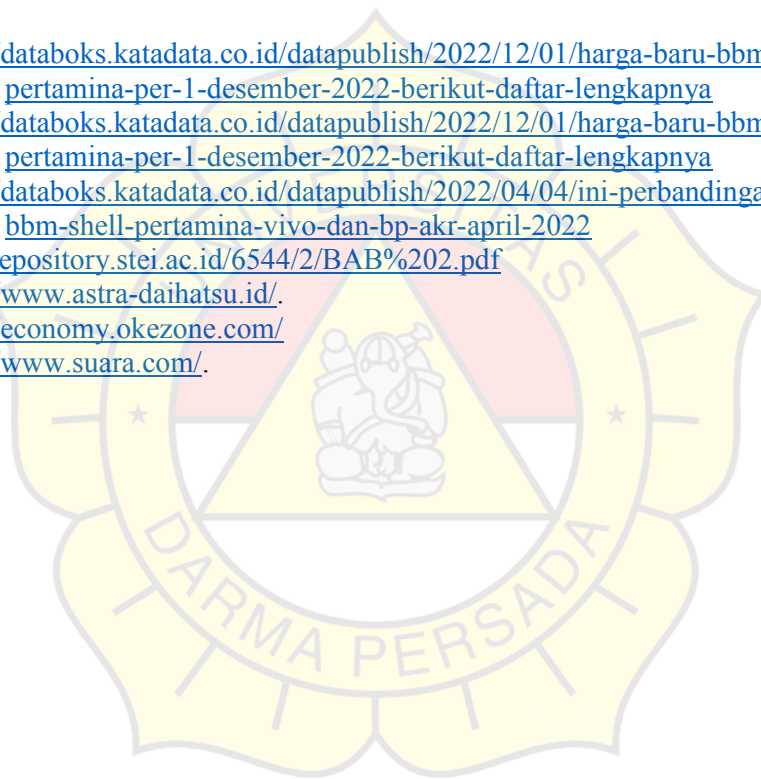 /databoks.katadata.co.id/datapublish/2022/12/01/harga-baru-bbm
pertamina-per-1-desember-2022-berikut-daftar-lengkapnya
/databoks.katadata.co.id/datapublish/2022/12/01/harga-baru-bbm
pertamina-per-1-desember-2022-berikut-daftar-lengkapnya
/databoks.katadata.co.id/datapublish/2022/04/04/ini-perbandinga
bbm-shell-pertamina-vivo-dan-bp-akr-april-2022
epository.stei.ac.id/6544/2/BAB%202.pdf
/www.astra-daihatsu.id/.
/economy.okezone.com/
/www.suara.com/.
UNIVERSITAS
DARMA PERSADA